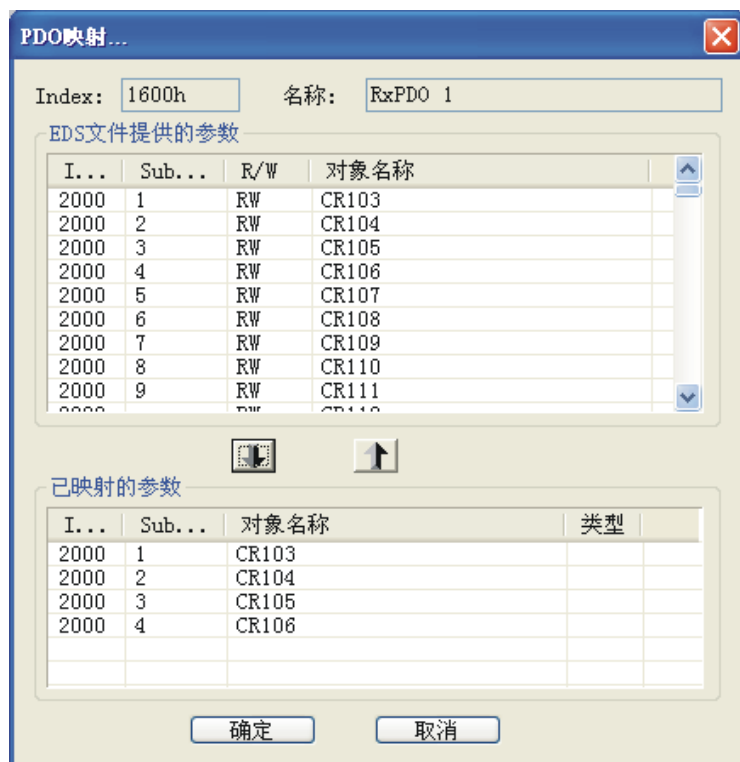 PDO映射...
Index: 1600h 名称: RxPDO 1
EDS文件提供的参数
I... Sub... R/W 对象名称
2000 1 RW CR103
2000 2 RW CR104
2000 3 RW CR105
2000 4 RW CR106
2000 5 RW CR107
2000 6 RW CR108
2000 7 RW CR109
2000 8 RW CR110
2000 9 RW CR111
已映射的参数
I... Sub... 对象名称 类型
2000 1 CR103
2000 2 CR104
2000 3 CR105
2000 4 CR106
确定 取消